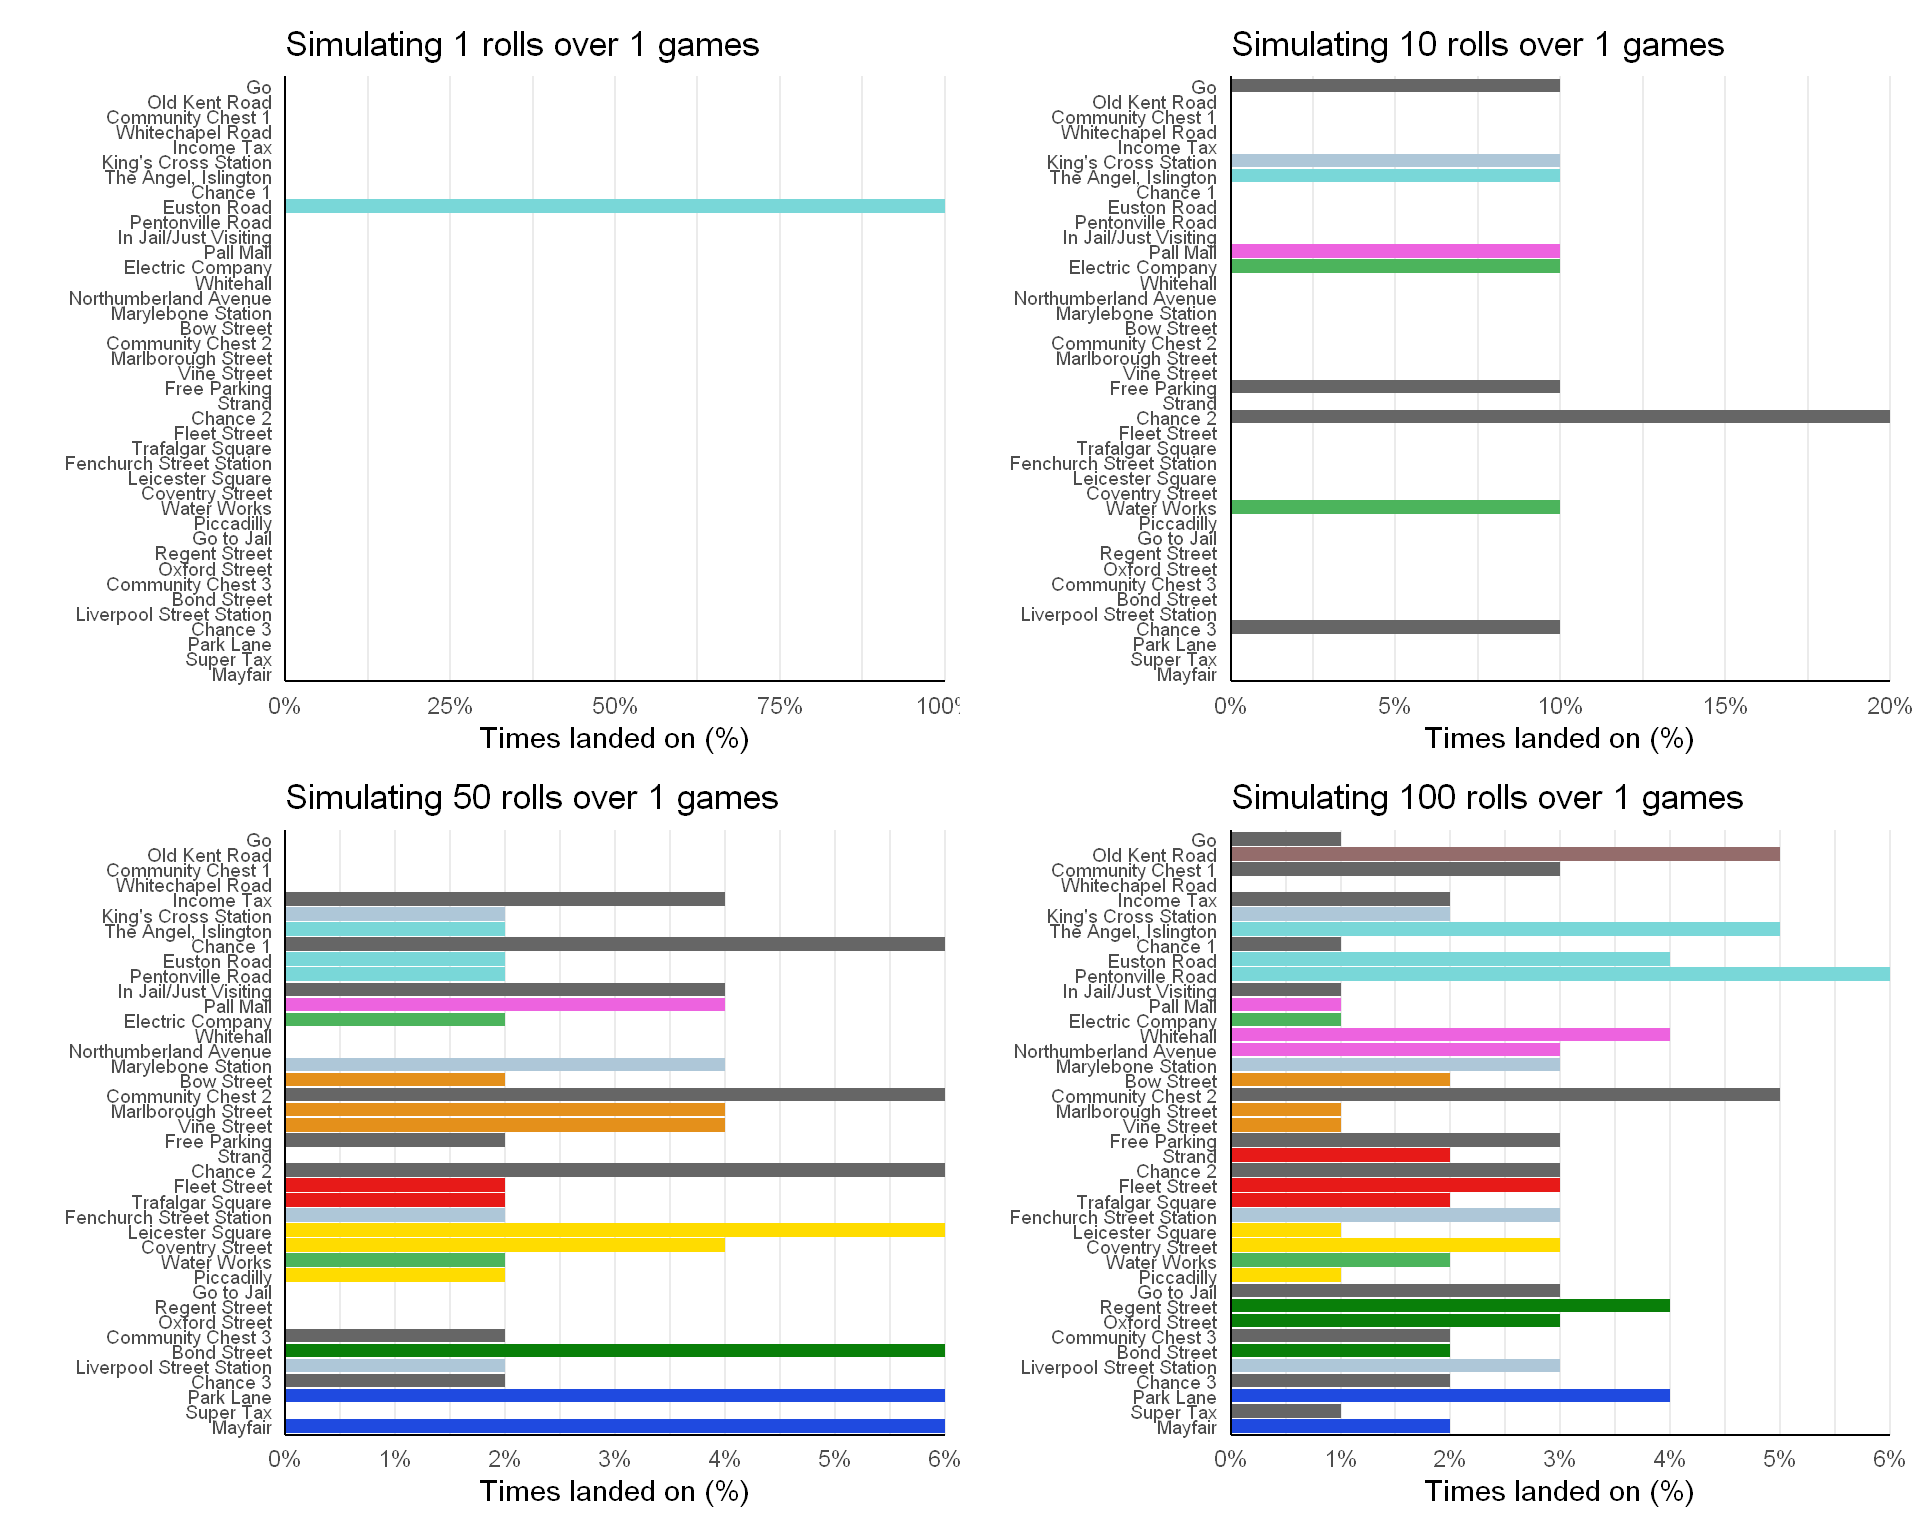 Simulating 1 rolls over 1 games
Go
Old Kent Road
Community Chest 1
Whitechapel Road
Income Tax
King's Cross Station
The Angel, Islington
Chance 1
Euston Road
Pentonville Road
In Jail/Just Visiting
Pall Mall
Electric Company
Whitehall
Northumberland Avenue
Marylebone Station
Bow Street
Community Chest 2
Marlborough Street
Vine Street
Free Parking
Strand
Chance 2
Fleet Street
Trafalgar Square
Fenchurch Street Station
Leicester Square
Coventry Street
Water Works
Piccadilly
Go to Jail
Regent Street
Oxford Street
Community Chest 3
Bond Street
Liverpool Street Station
Chance 3
Park Lane
Super Tax
Mayfair
0% 25% 50% 75% 100%
Times landed on (%)
Simulating 10 rolls over 1 games
Go
Old Kent Road
Community Chest 1
Whitechapel Road
Income Tax
King's Cross Station
The Angel, Islington
Chance 1
Euston Road
Pentonville Road
In Jail/Just Visiting
Pall Mall
Electric Company
Whitehall
Northumberland Avenue
Marylebone Station
Bow Street
Community Chest 2
Marlborough Street
Vine Street
Free Parking
Strand
Chance 2
Fleet Street
Trafalgar Square
Fenchurch Street Station
Leicester Square
Coventry Street
Water Works
Piccadilly
Go to Jail
Regent Street
Oxford Street
Community Chest 3
Bond Street
Liverpool Street Station
Chance 3
Park Lane
Super Tax
Mayfair
0% 5% 10% 15% 20%
Times landed on (%)
Simulating 50 rolls over 1 games
Go
Old Kent Road
Community Chest 1
Whitechapel Road
Income Tax
King's Cross Station
The Angel, Islington
Chance 1
Euston Road
Pentonville Road
In Jail/Just Visiting
Pall Mall
Electric Company
Whitehall
Northumberland Avenue
Marylebone Station
Bow Street
Community Chest 2
Marlborough Street
Vine Street
Free Parking
Strand
Chance 2
Fleet Street
Trafalgar Square
Fenchurch Street Station
Leicester Square
Coventry Street
Water Works
Piccadilly
Go to Jail
Regent Street
Oxford Street
Community Chest 3
Bond Street
Liverpool Street Station
Chance 3
Park Lane
Super Tax
Mayfair
0% 1% 2% 3% 4% 5% 6%
Times landed on (%)
Simulating 100 rolls over 1 games
Go
Old Kent Road
Community Chest 1
Whitechapel Road
Income Tax
King's Cross Station
The Angel, Islington
Chance 1
Euston Road
Pentonville Road
In Jail/Just Visiting
Pall Mall
Electric Company
Whitehall
Northumberland Avenue
Marylebone Station
Bow Street
Community Chest 2
Marlborough Street
Vine Street
Free Parking
Strand
Chance 2
Fleet Street
Trafalgar Square
Fenchurch Street Station
Leicester Square
Coventry Street
Water Works
Piccadilly
Go to Jail
Regent Street
Oxford Street
Community Chest 3
Bond Street
Liverpool Street Station
Chance 3
Park Lane
Super Tax
Mayfair
0% 1% 2% 3% 4% 5% 6%
Times landed on (%)